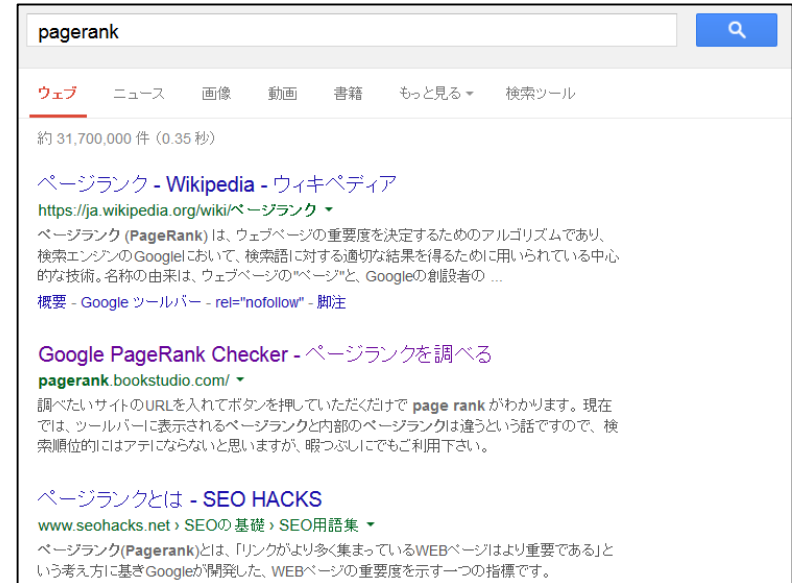 pagerank
ウェブ ニュース 画像 動画 書籍 もっと見る 検索ツール
約 31,700,000 件 (0.35 秒)
ページランク - Wikipedia - ウィキペディア
https://ja.wikipedia.org/wiki/ページランク
ページランク (PageRank) は、ウェブページの重要度を決定するためのアルゴリズムであり、
検索エンジンのGoogleにおいて、検索語に対する適切な結果を得るために用いられている中心
的な技術。名称の由来は、ウェブページの"ページ"と、Googleの創設者の ...
概要 - Google ツールバー - rel="nofollow" - 脚注
Google PageRank Checker - ページランクを調べる
pagerank.bookstudio.com/
調べたいサイトのURLを入れてボタンを押していただくだけで page rank がわかります。現在
では、ツールバーに表示されるページランクと内部のページランクは違うという話ですので、検
索順位的にはアテにならないと思いますが、暇つぶしにでもご利用下さい。
ページランクとは - SEO HACKS
www.seohacks.net › SEOの基礎 › SEO用語集
ページランク(Pagerank)とは、「リンクがより多く集まっているWEBページはより重要である」と
いう考え方に基きGoogleが開発した、WEBページの重要度を示す一つの指標です。